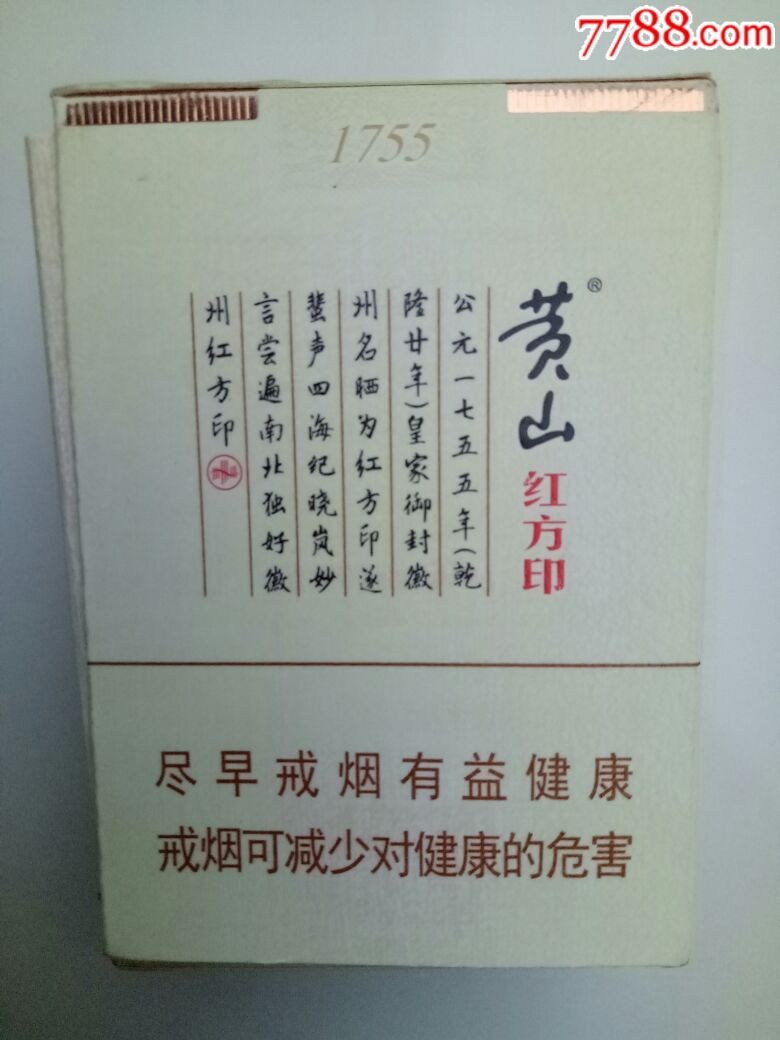 7788.com
1755
黄山®
红方印
公元一七五五年(乾
隆廿年)皇家御封徽
州名晒为红方印遂
蜚声四海纪晓岚妙
言尝遍南北独好徽
州红方印
尽早戒烟有益健康
戒烟可减少对健康的危害